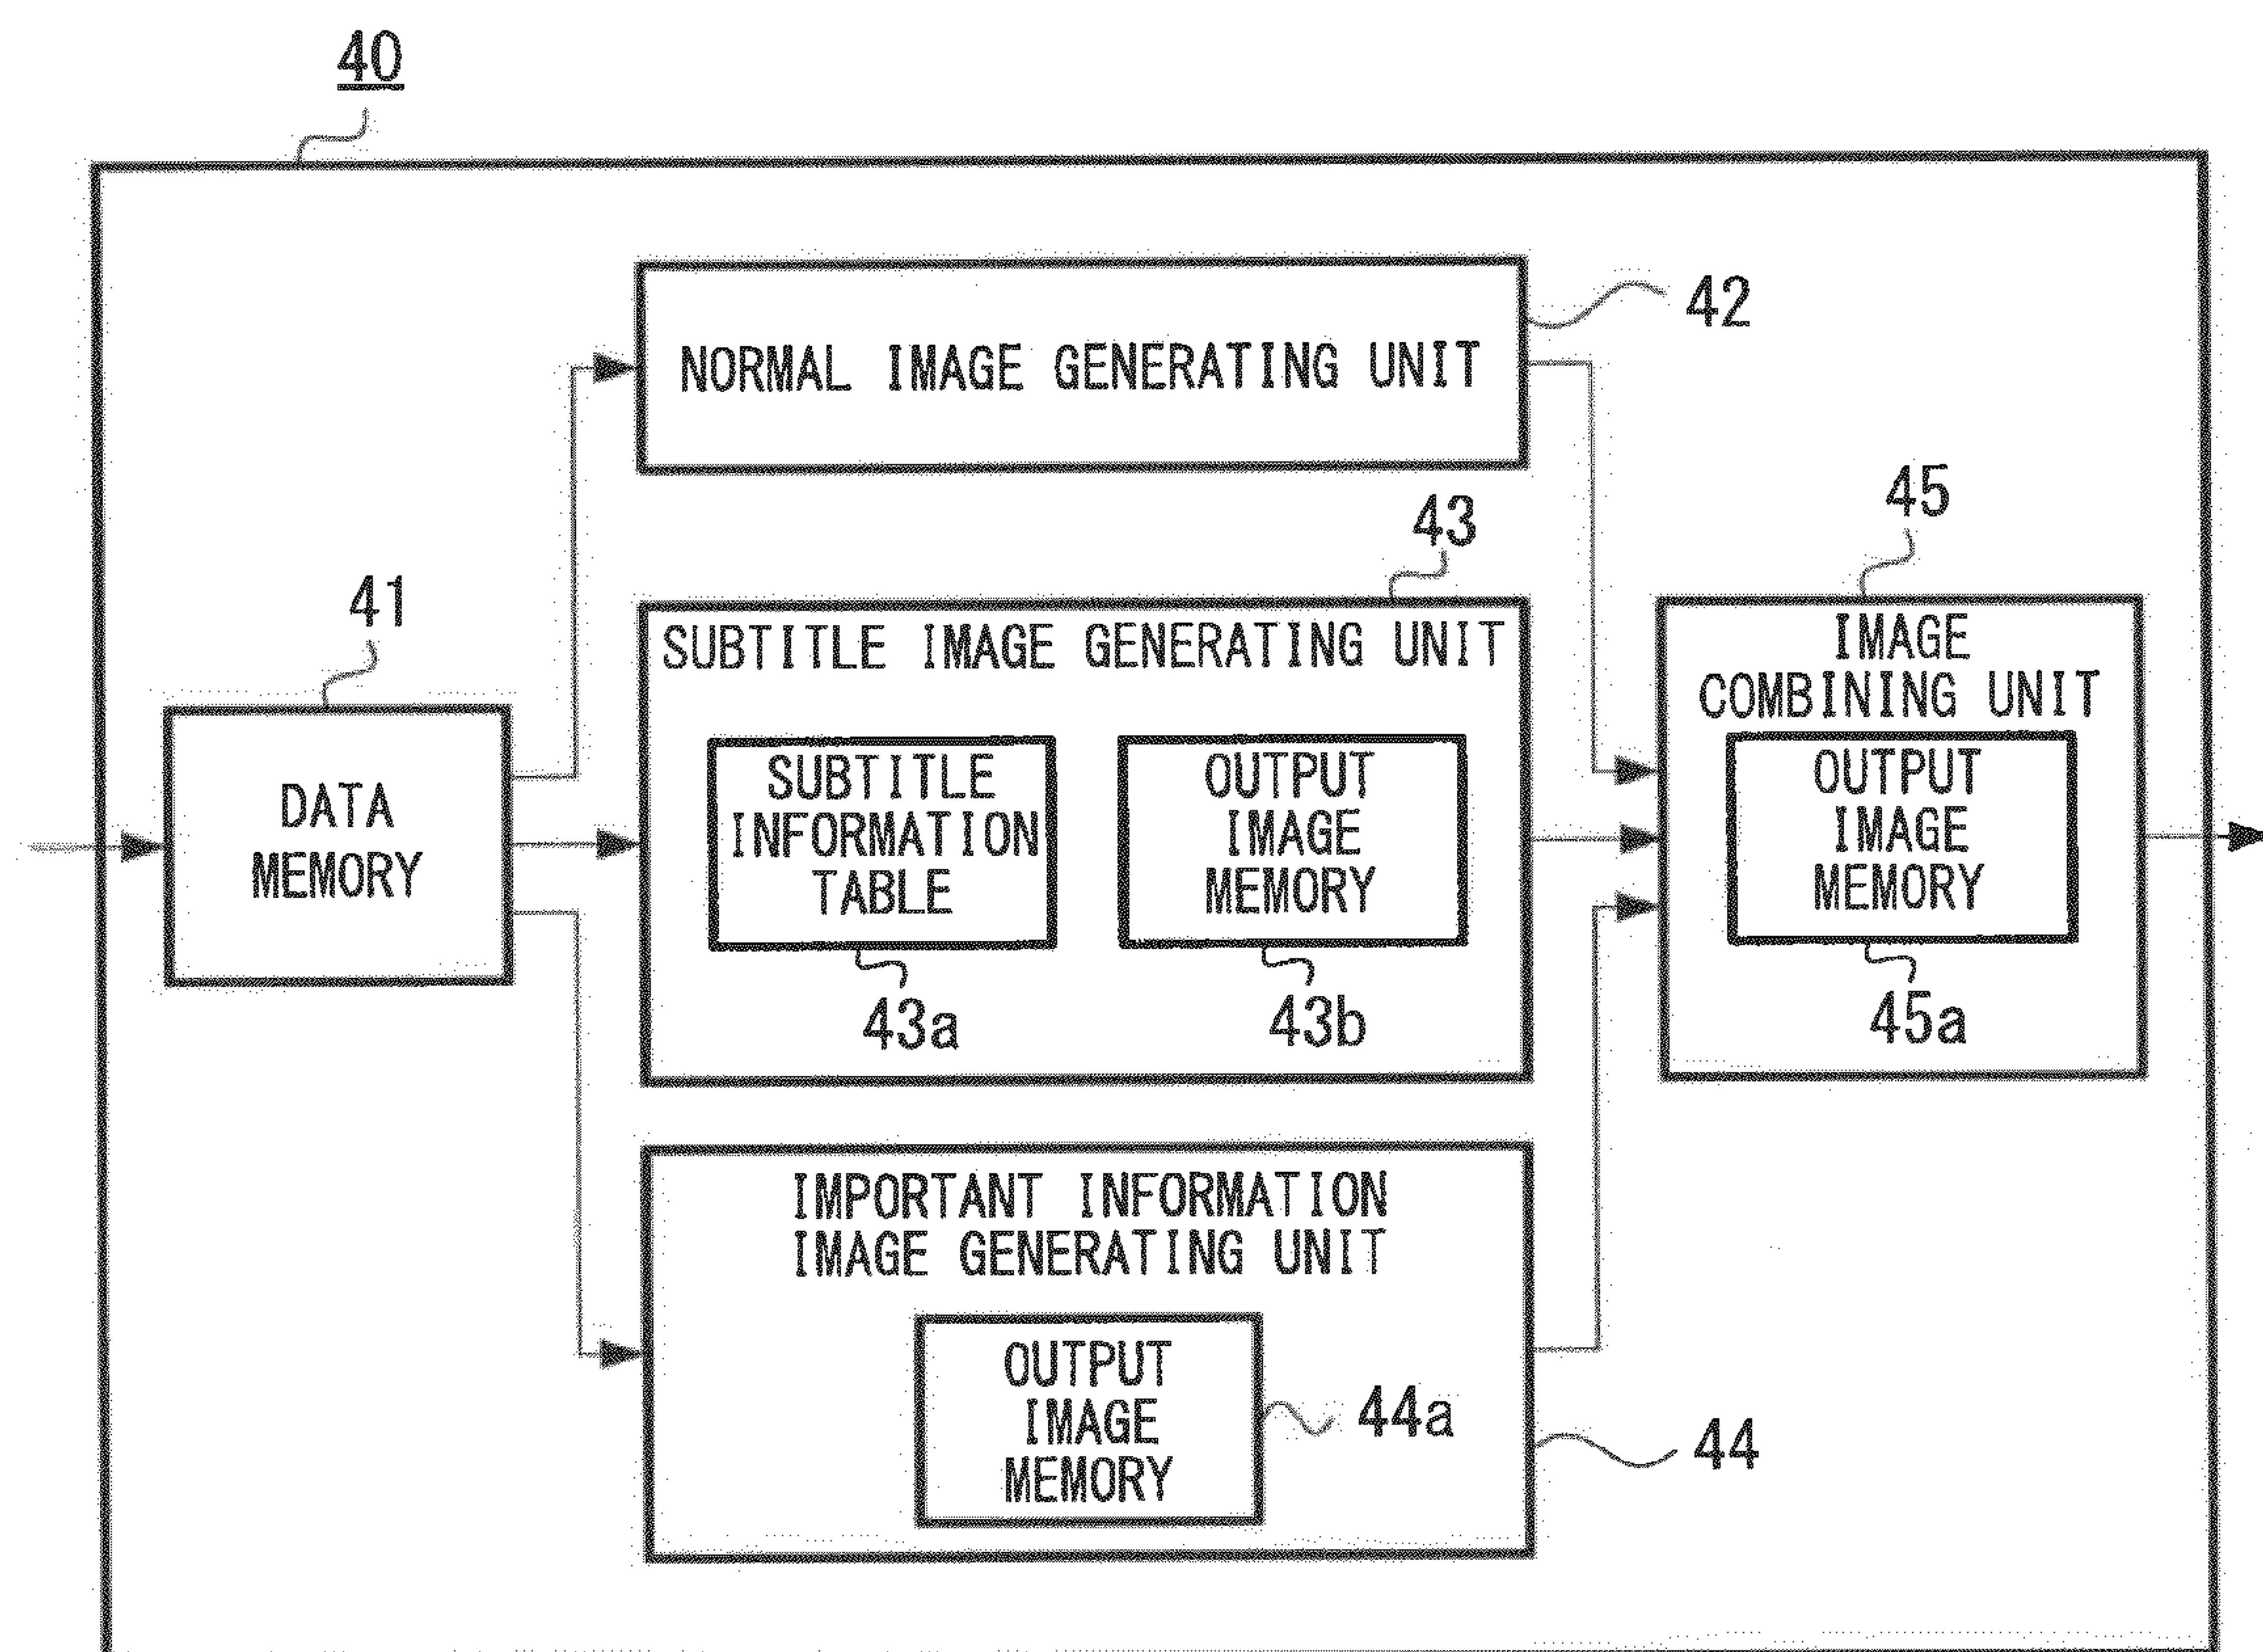 40
NORMAL IMAGE GENERATING UNIT
42
41
DATA
MEMORY
43
SUBTITLE IMAGE GENERATING UNIT
SUBTITLE
INFORMATION
TABLE
43a
OUTPUT
IMAGE
MEMORY
43b
45
IMAGE
COMBINING UNIT
OUTPUT
IMAGE
MEMORY
45a
IMPORTANT INFORMATION
IMAGE GENERATING UNIT
OUTPUT
IMAGE
MEMORY
44a
44